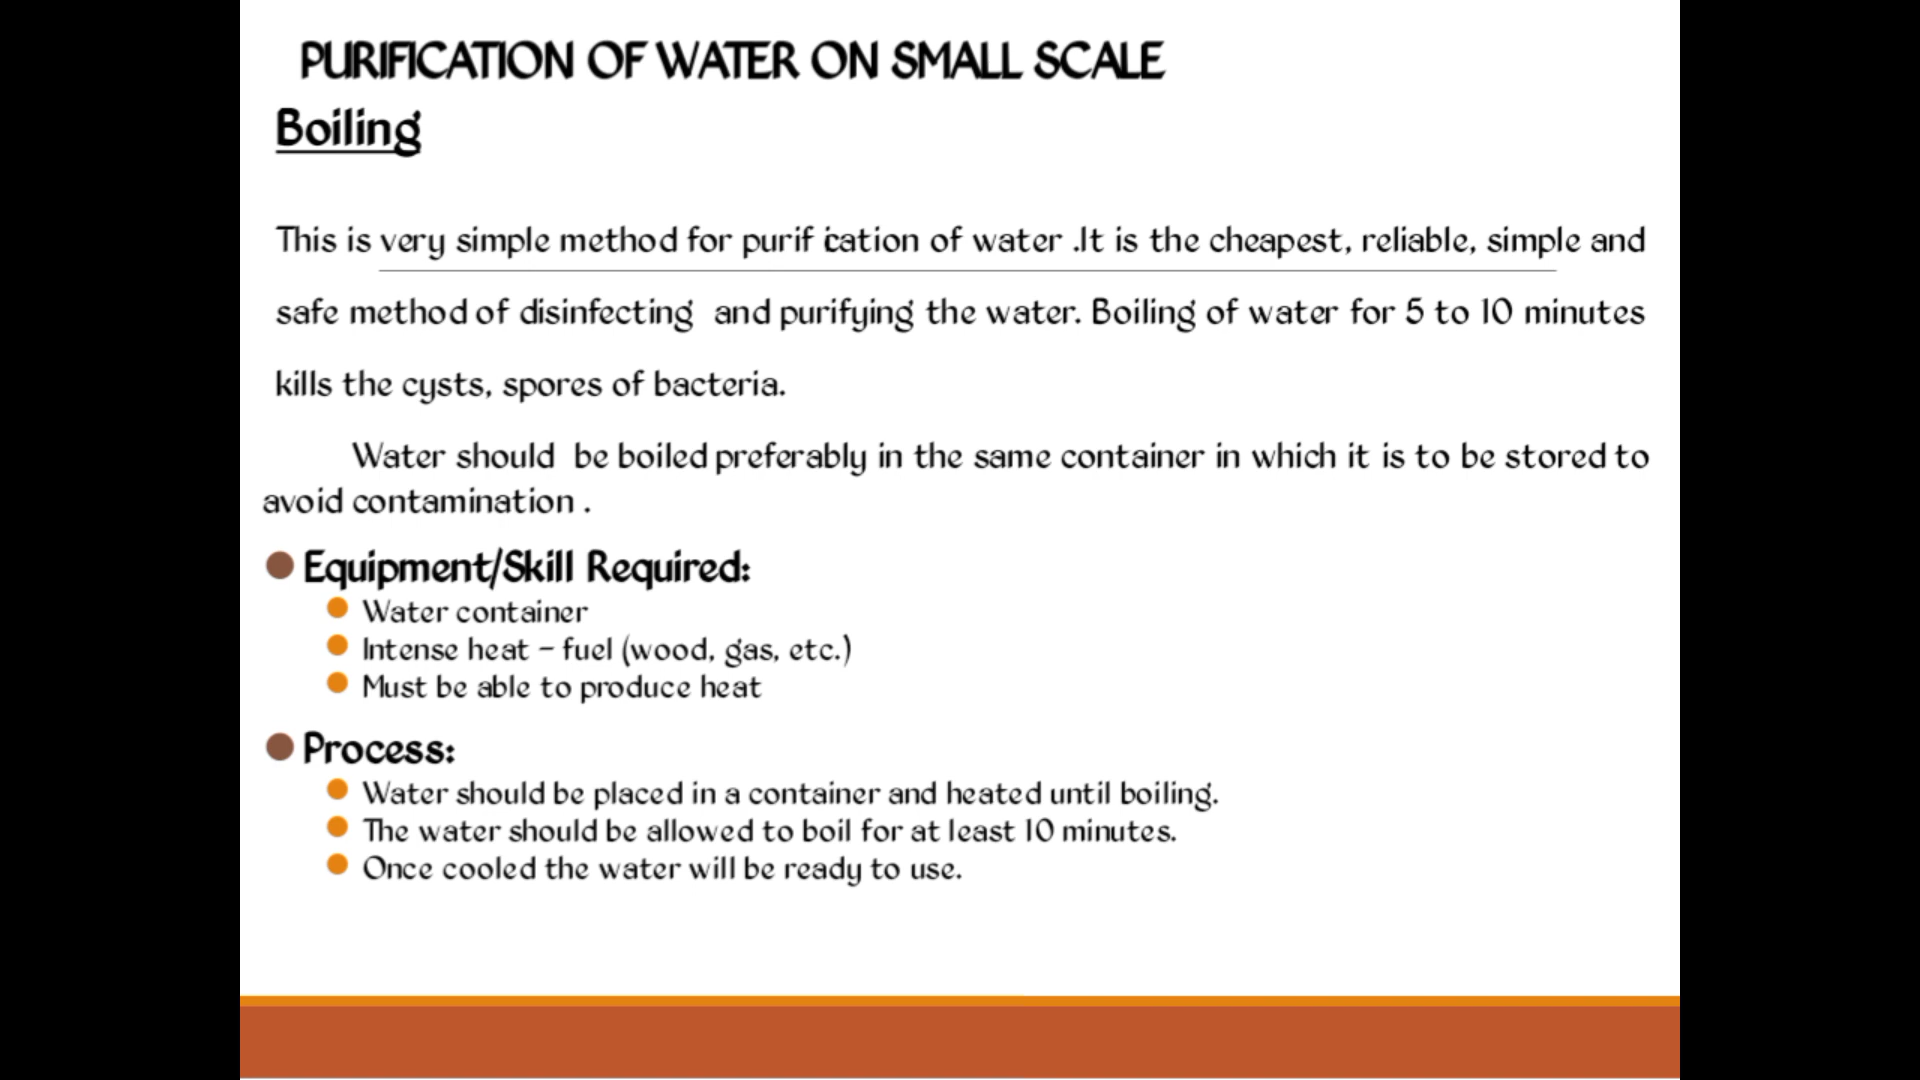 PURIFICATION OF WATER ON SMALL SCALE
Boiling
This is very simple method for purif ication of water .It is the cheapest, reliable, simple and
safe method of disinfecting and purifying the water. Boiling of water for 5 to 10 minutes
kills the cysts, spores of bacteria.
Water should be boiled preferably in the same container in which it is to be stored to
avoid contamination .
Equipment/Skill Required:
Water container
Intense heat – fuel (wood, gas, etc.)
Must be able to produce heat
Process:
Water should be placed in a container and heated until boiling.
The water should be allowed to boil for at least 10 minutes.
Once cooled the water will be ready to use.